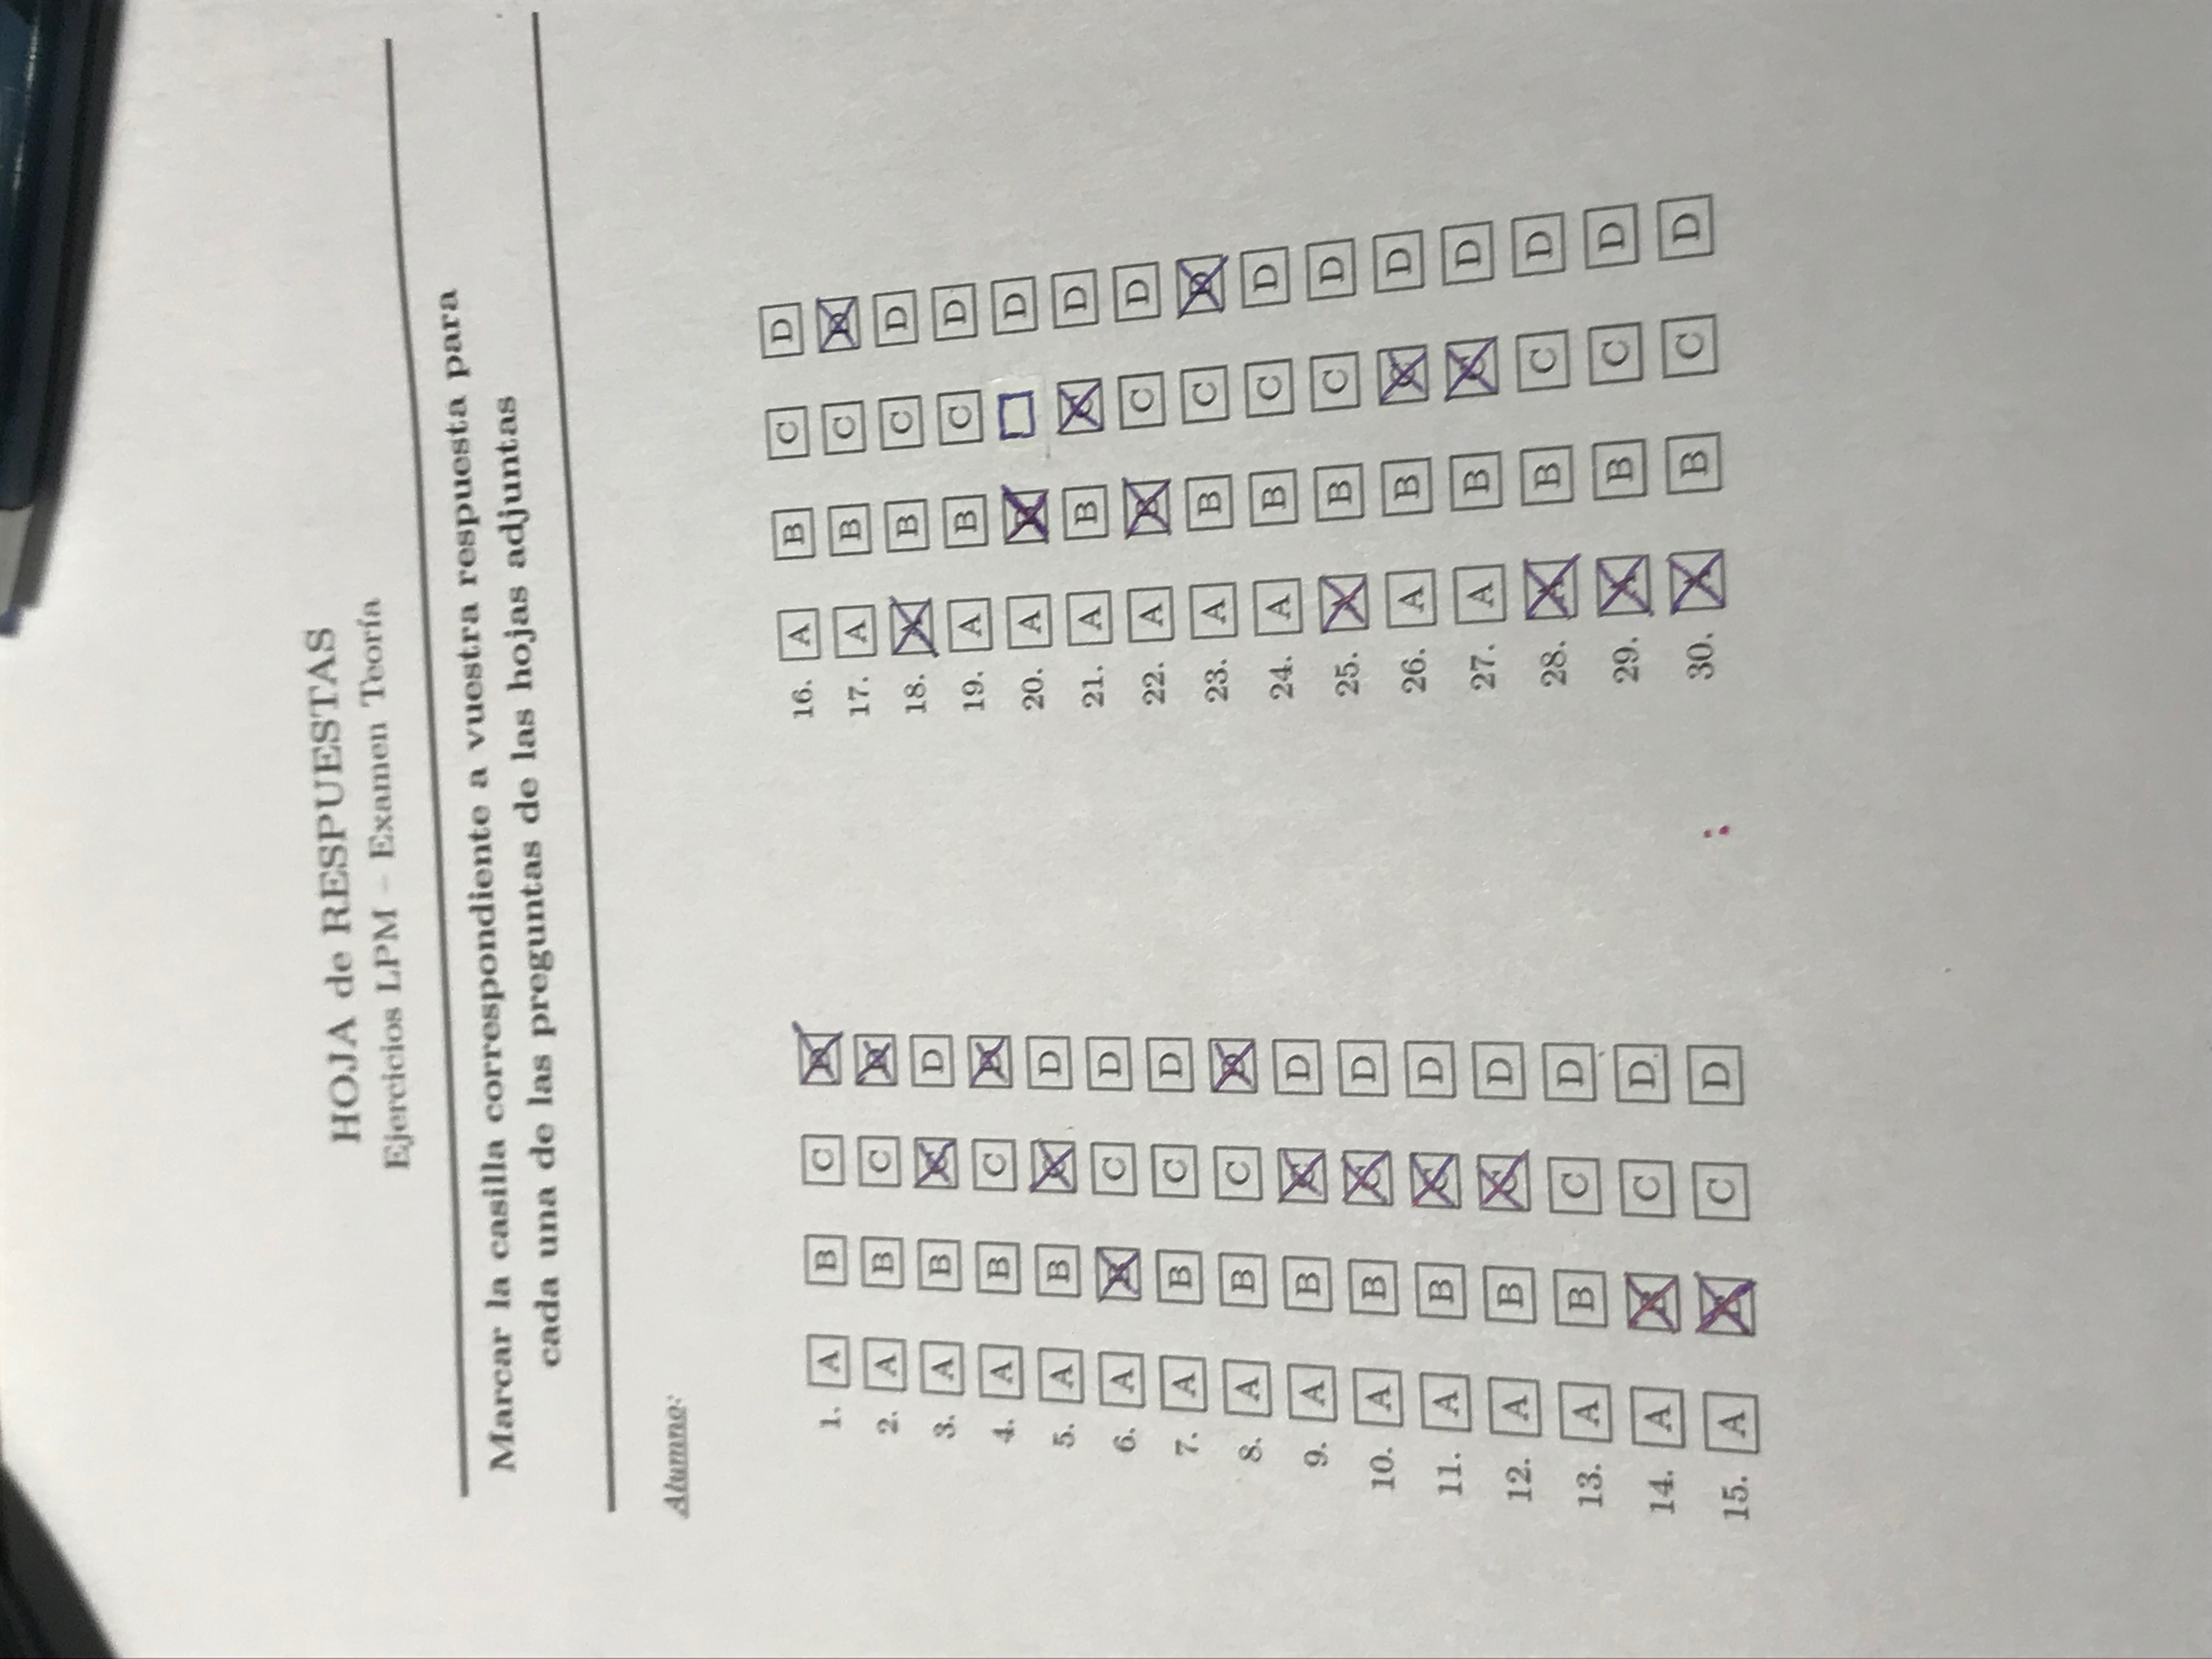 HOJA de RESPUESTAS
Ejercicios LPM – Examen Teoría
Marcar la casilla correspondiente a vuestra respuesta para
cada una de las preguntas de las hojas adjuntas
Alumno:
1. A B C D
2. A B C D
3. A B C D
4. A B C D
5. A B C D
6. A B C D
7. A B C D
8. A B C D
9. A B C D
10. A B C D
11. A B C D
12. A B C D
13. A B C D
14. A B C D
15. A B C D
16. A B C D
17. A B C D
18. A B C D
19. A B C D
20. A B D
21. A B C D
22. A B C D
23. A B C D
24. A B C D
25. A B C D
26. A B C D
27. A B C D
28. A B C D
29. A B C D
30. A B C D